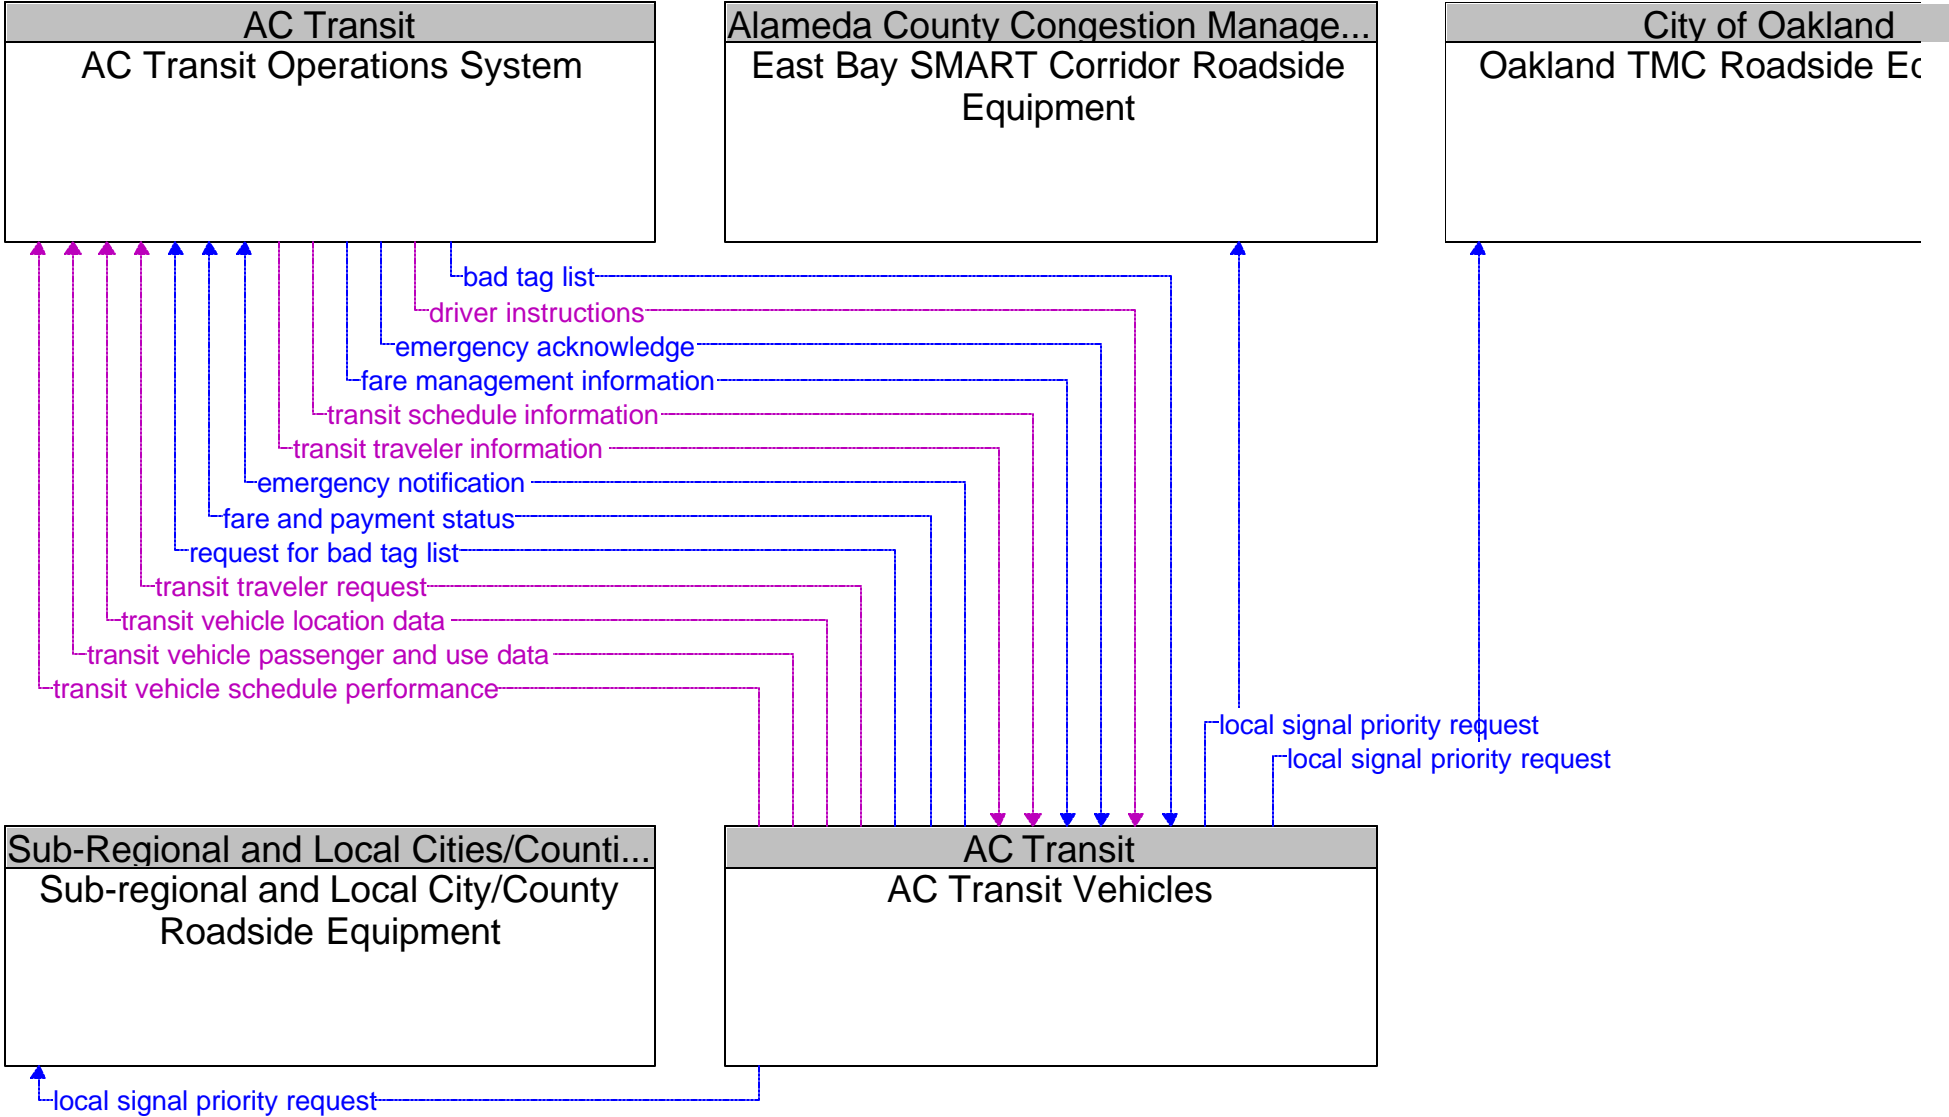 AC Transit
AC Transit Operations System
Alameda County Congestion Manage...
East Bay SMART Corridor Roadside
Equipment
City of Oakland
Oakland TMC Roadside
bad tag list
driver instructions
emergency acknowledge
fare management information
transit schedule information
transit traveler information
emergency notification
fare and payment status
request for bad tag list
transit traveler request
transit vehicle location data
transit vehicle passenger and use data
transit vehicle schedule performance
local signal priority request
local signal priority request
Sub-Regional and Local Cities/Counti...
Sub-regional and Local City/County
Roadside Equipment
AC Transit
AC Transit Vehicles
local signal priority request